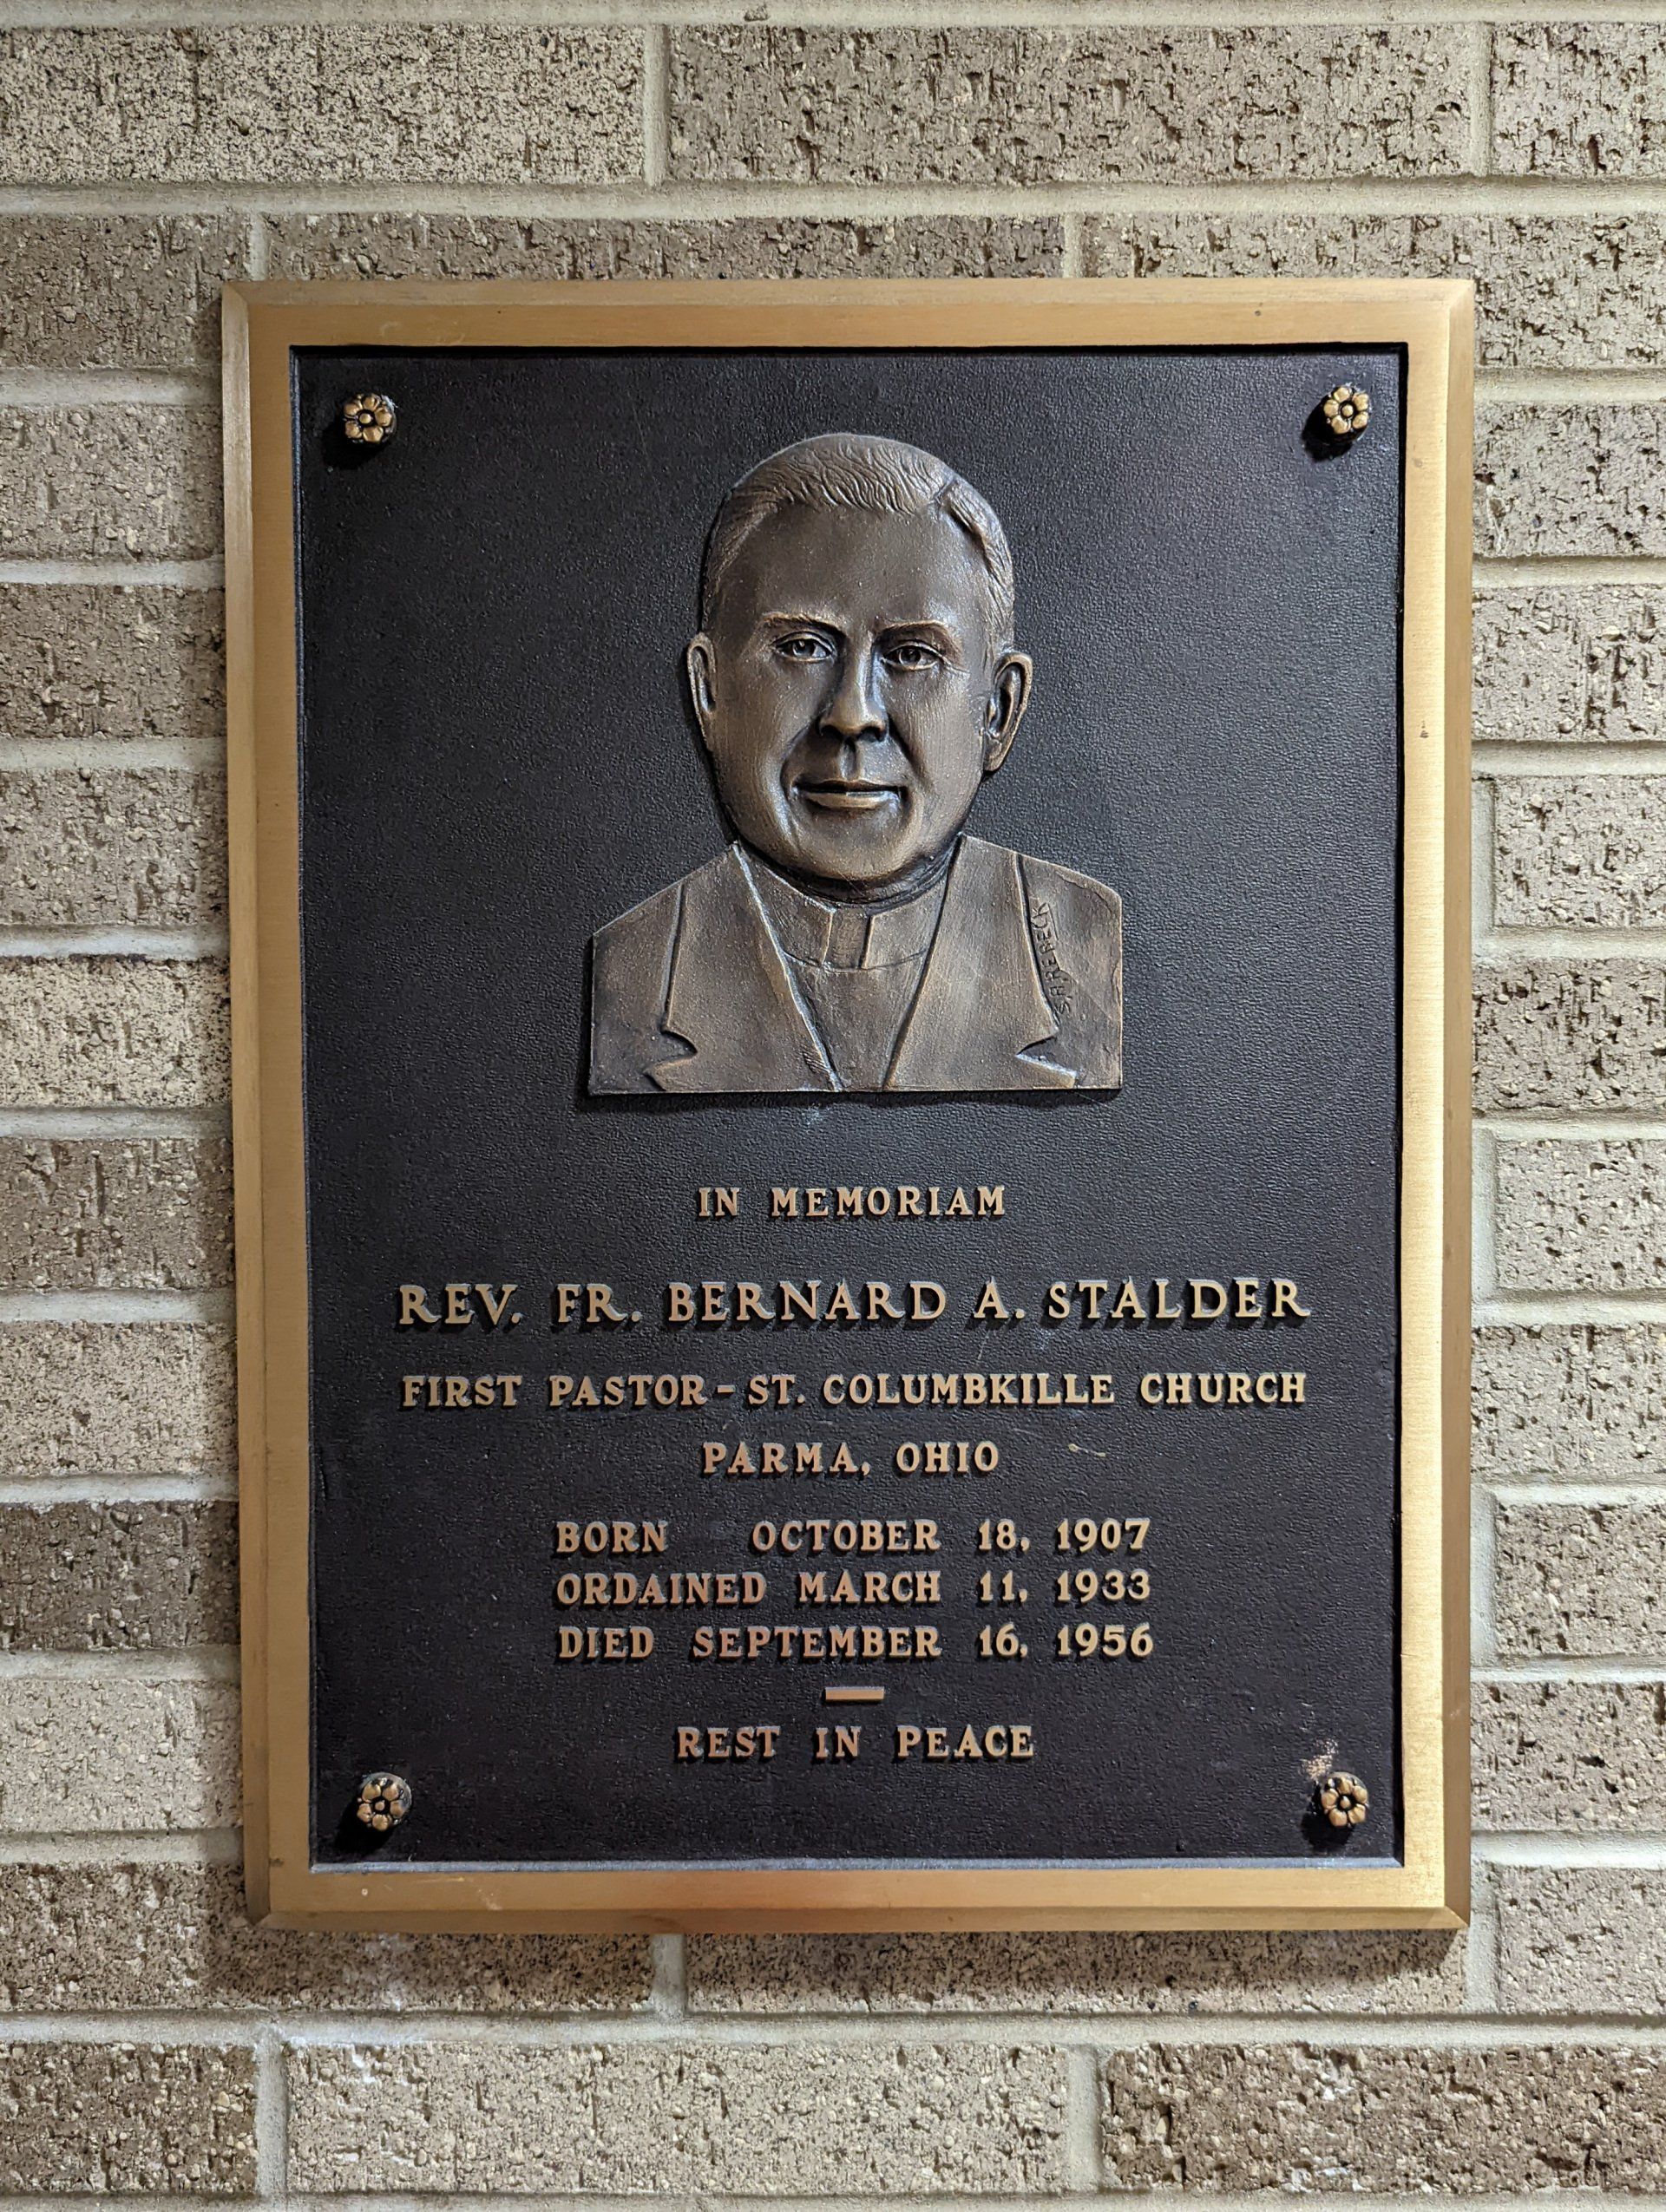 IN MEMORIAM
REV. FR. BERNARD A. STALDER
FIRST PASTOR - ST. COLUMBKILLE CHURCH
PARMA, OHIO
BORN OCTOBER 18, 1907
ORDAINED MARCH 11, 1933
DIED SEPTEMBER 16, 1956
REST IN PEACE